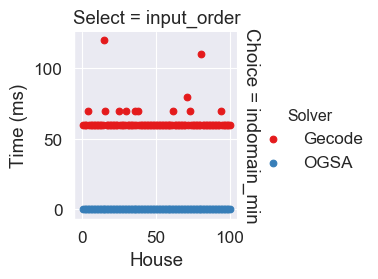 Select = input_order
Time (ms)
100
50
0
0
50
100
House
Choice = indomain_min
Solver
Gecode
OGSA